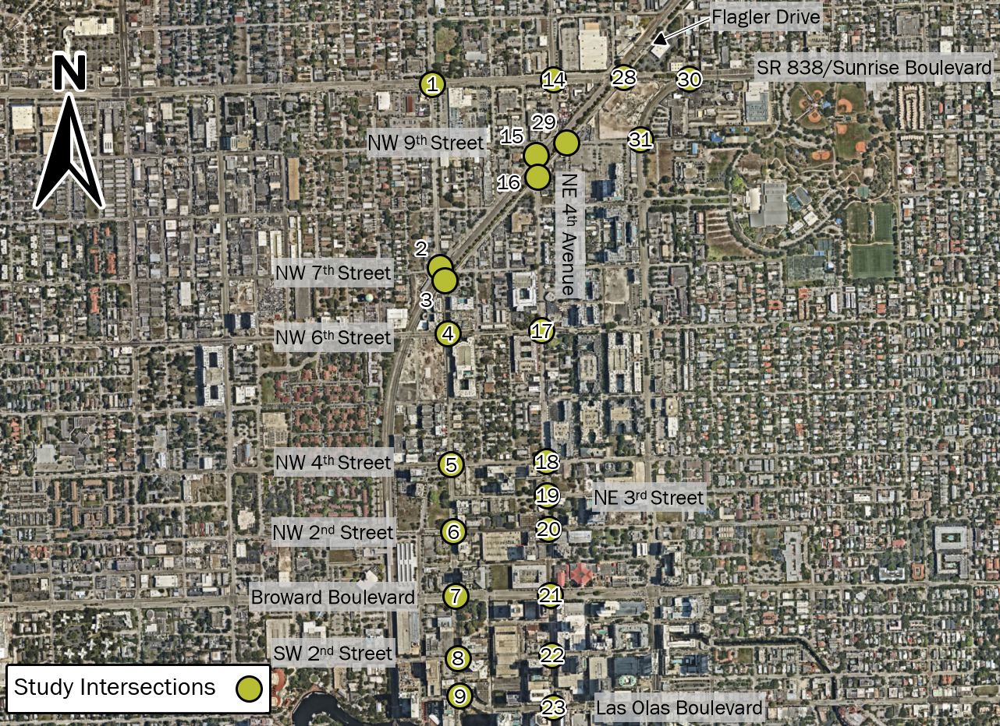 Flagler Drive
N
SR 838/Sunrise Boulevard
1
14
28
30
29
15
NW 9th Street
31
16
NE 4th Avenue
2
NW 7th Street
3
17
4
NW 6th Street
18
NW 4th Street
5
19
NE 3rd Street
20
NW 2nd Street
6
21
Broward Boulevard
7
22
SW 2nd Street
8
Study Intersections
9
23
Las Olas Boulevard